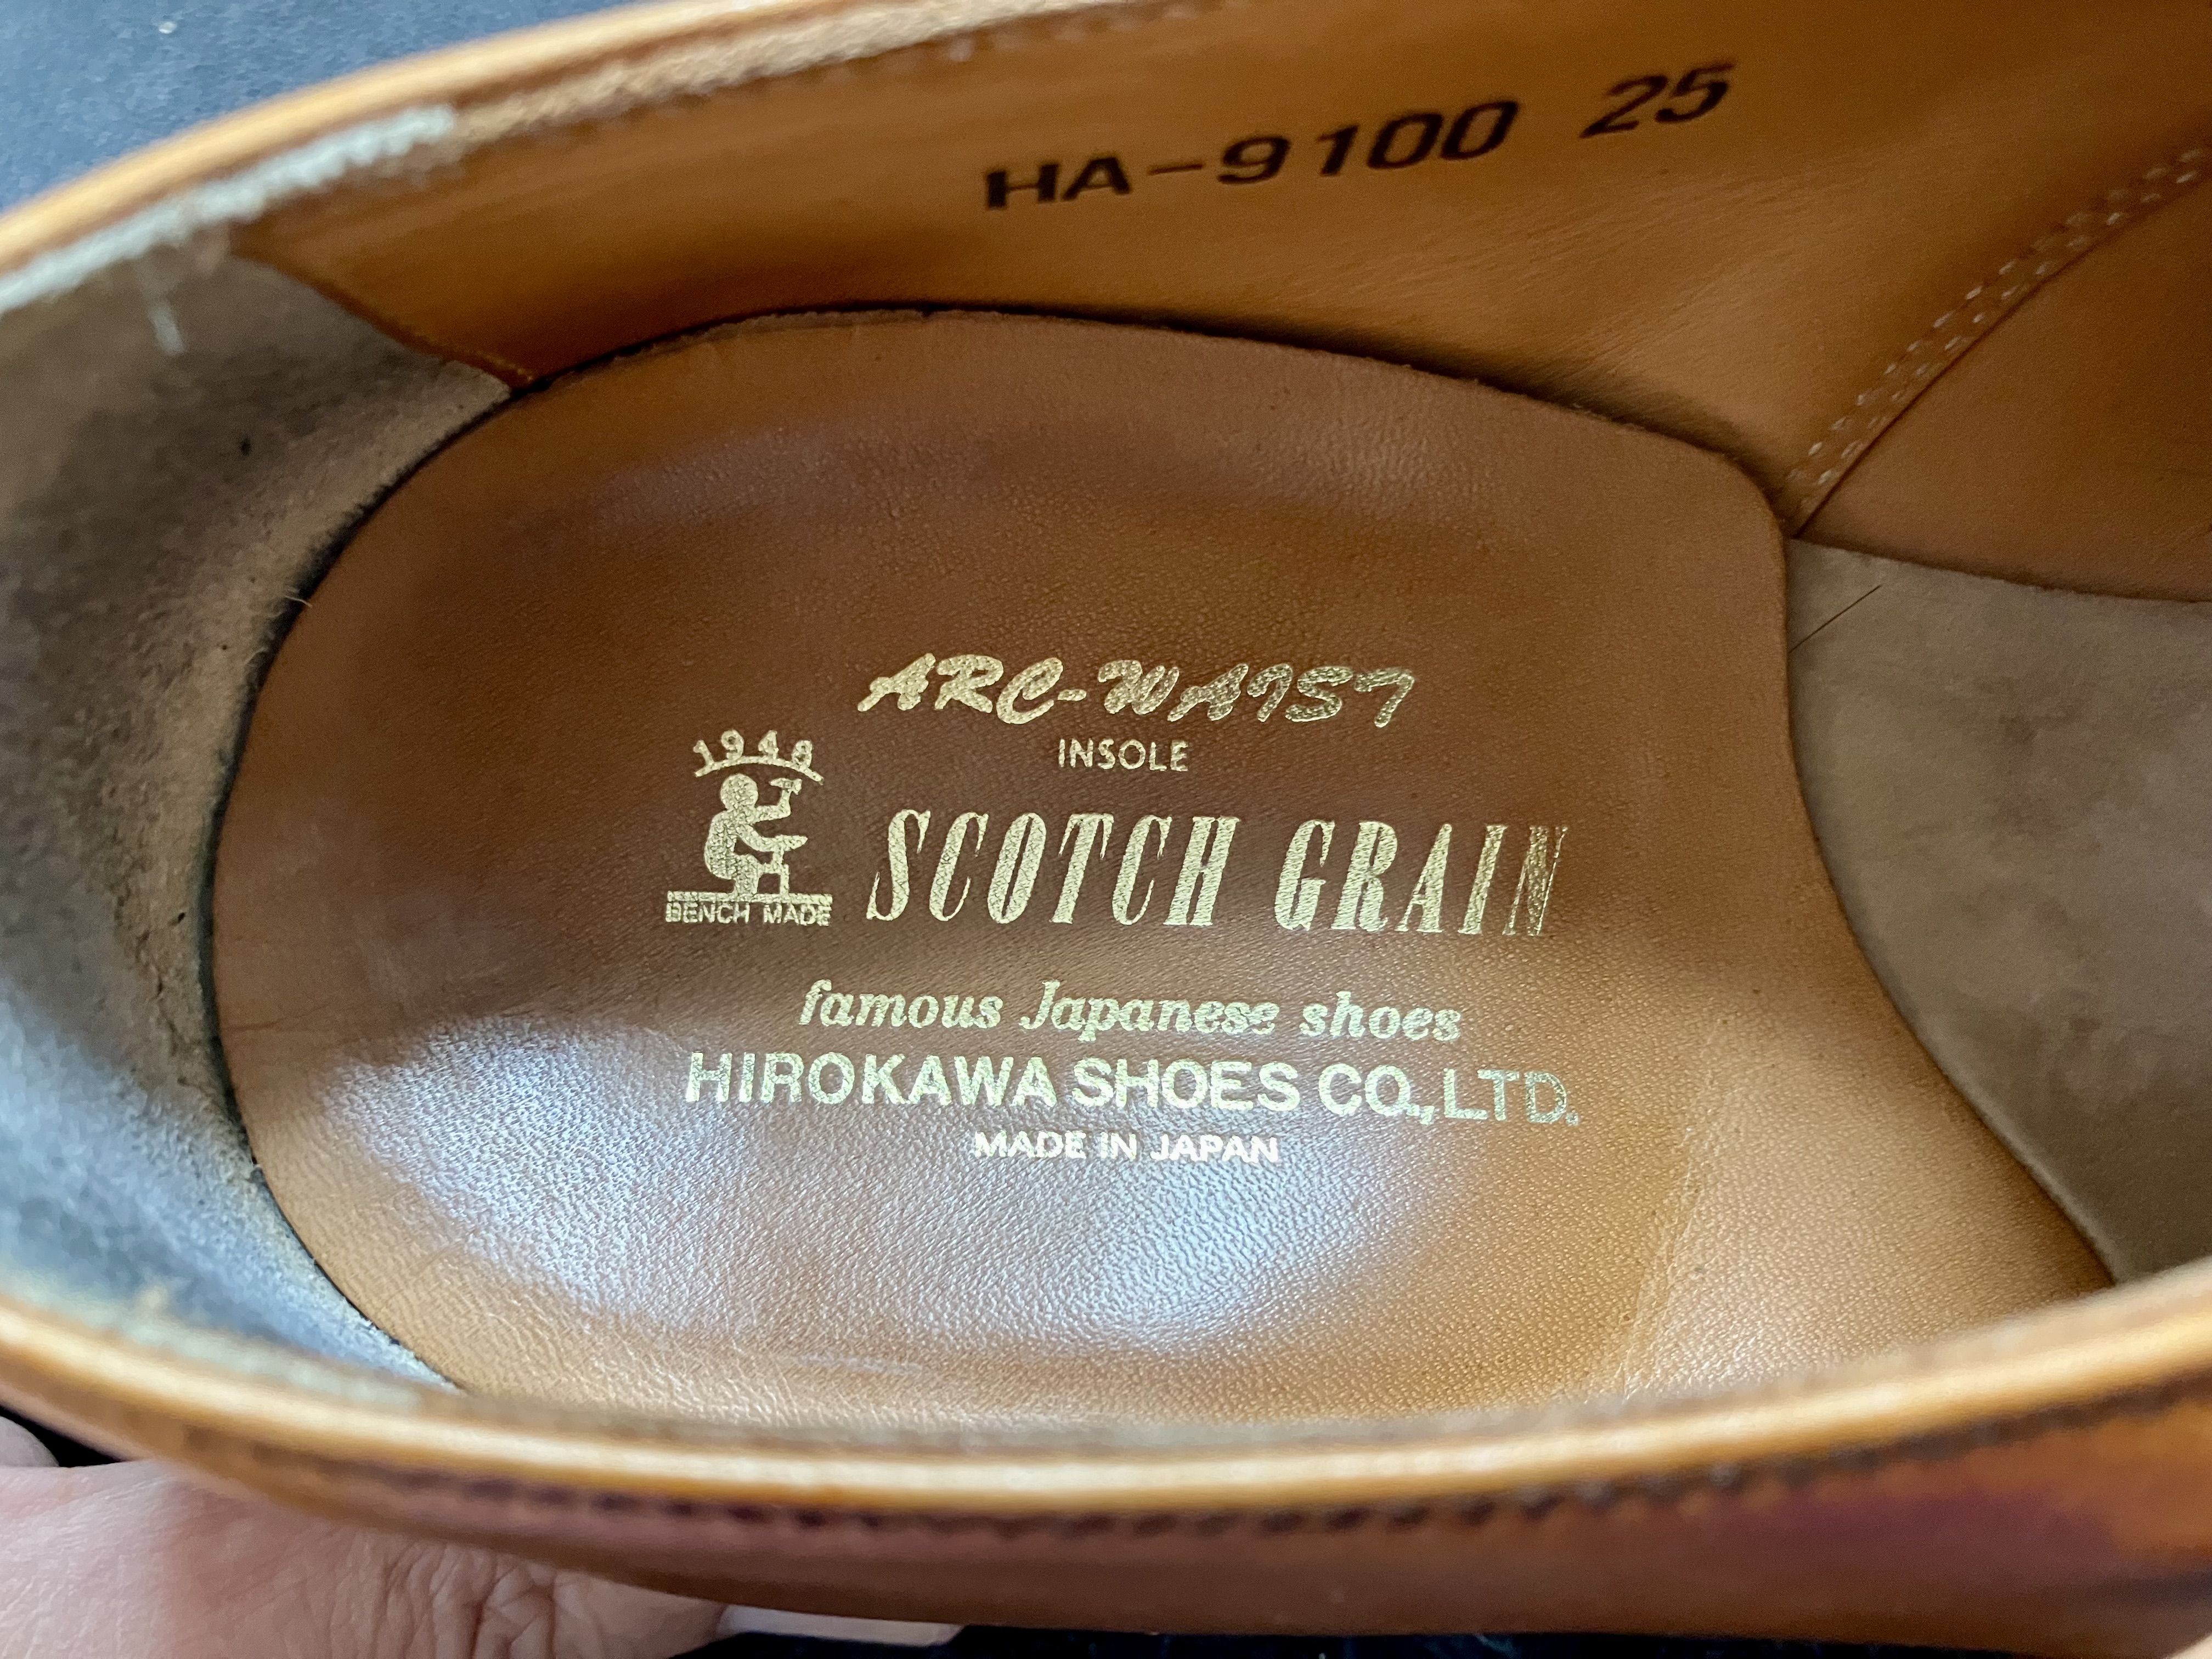 HA-9100 25
ARC-WAIST
INSOLE
1948
BENCH MADE
SCOTCH GRAIN
famous Japanese shoes
HIROKAWA SHOES CO.,LTD.
MADE IN JAPAN